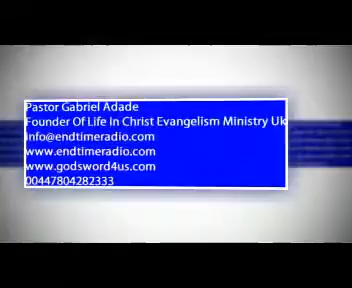 Pastor Gabriel Adade
Founder Of Life In Christ Evangelism Ministry Uk
Info@endtimeradio.com
www.endtimeradio.com
www.godsword4us.com
00447804282333